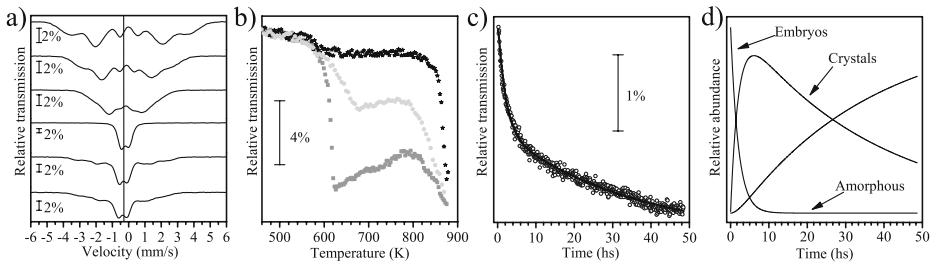 a)
Relative transmission
2%
2%
2%
2%
2%
2%
-6 -5 -4 -3 -2 -1 0 1 2 3 4 5 6
Velocity (mm/s)
b)
Relative transmission
4%
500 600 700 800 900
Temperature (K)
c)
Relative transmission
1%
0 10 20 30 40 50
Time (hs)
d)
Relative abundance
Embryos
Crystals
Amorphous
0 10 20 30 40 50
Time (hs)